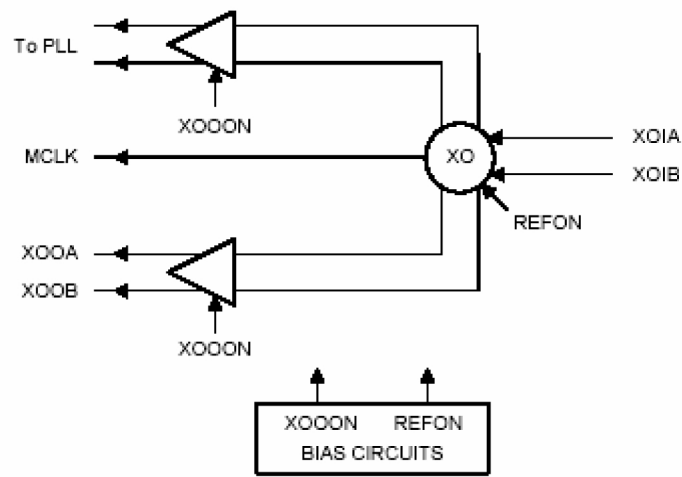 To PLL
XOOON
MCLK
XO
XOIA
XOIB
REFON
XOOA
XOOB
XOOON
XOOON REFON
BIAS CIRCUITS